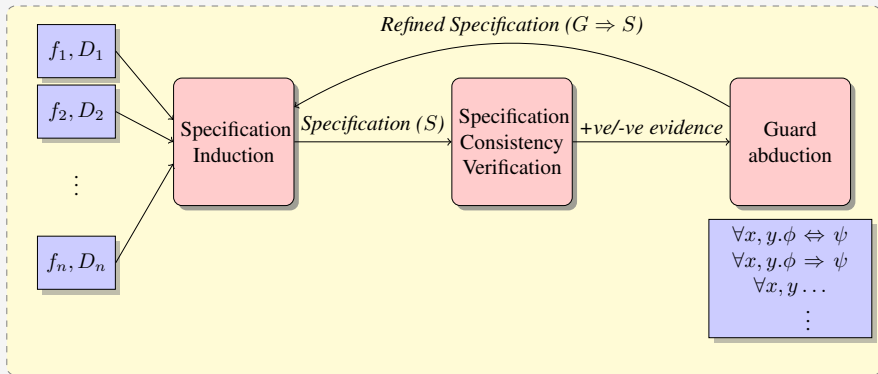 Refined Specification (G ⇒ S)
f₁, D₁
f₂, D₂
⋮
fₙ, Dₙ
Specification
Induction
Specification (S)
Specification
Consistency
Verification
+ve/-ve evidence
Guard
abduction
∀x, y.ϕ ⇔ ψ
∀x, y.ϕ ⇒ ψ
∀x, y …
⋮